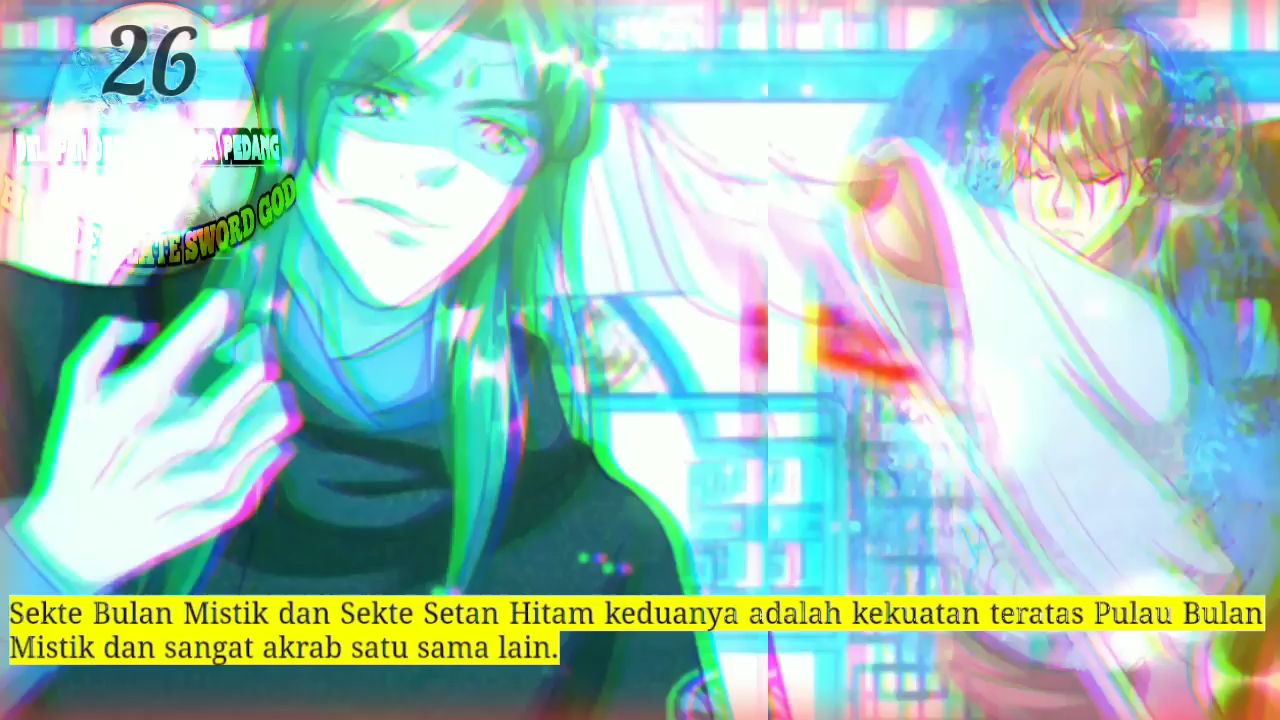 26
PEDANG
SWORD GOD
Sekte Bulan Mistik dan Sekte Setan Hitam keduanya adalah kekuatan teratas Pulau Bulan
Mistik dan sangat akrab satu sama lain.